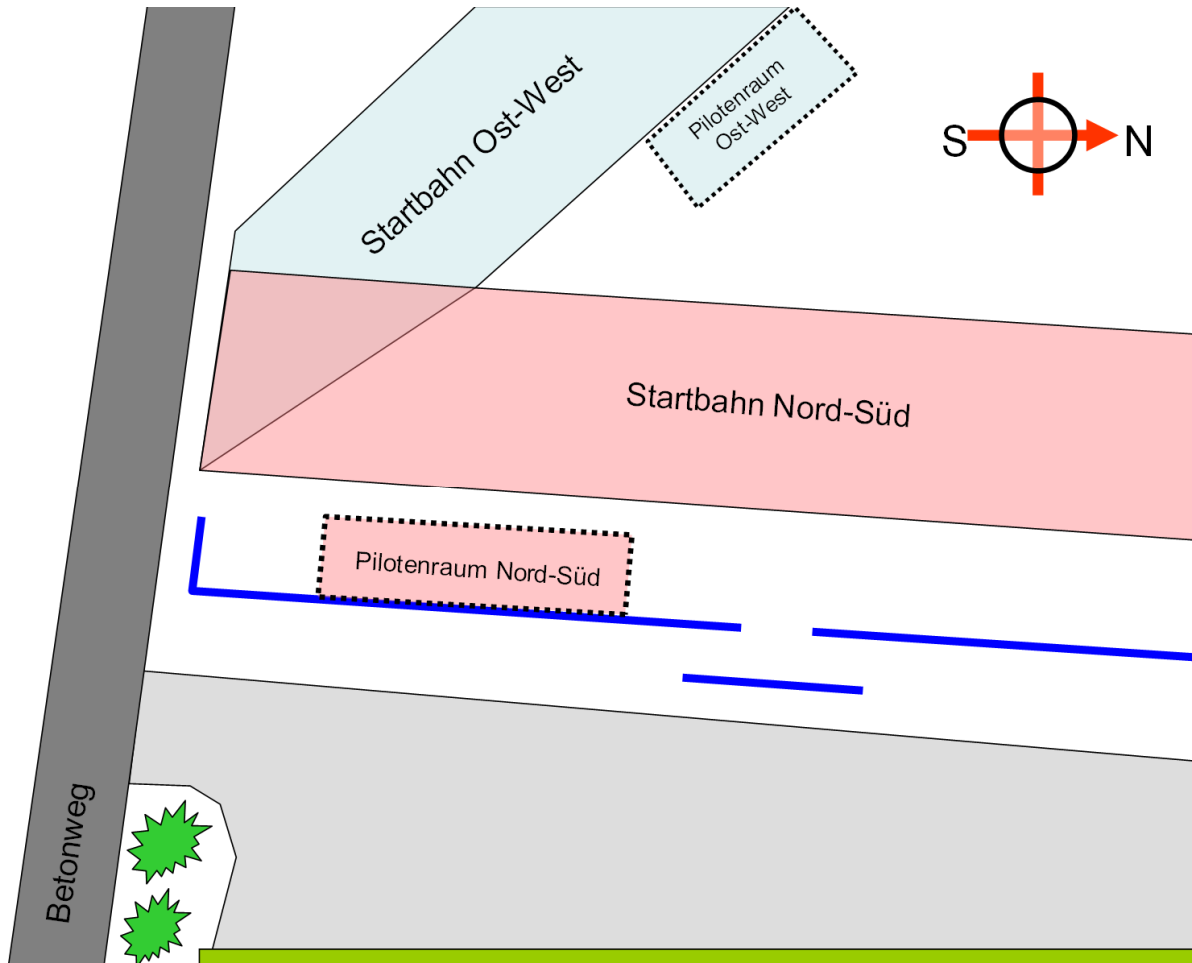 Startbahn Ost-West
Pilotenraum
Ost-West
S
N
Startbahn Nord-Süd
Pilotenraum Nord-Süd
Betonweg